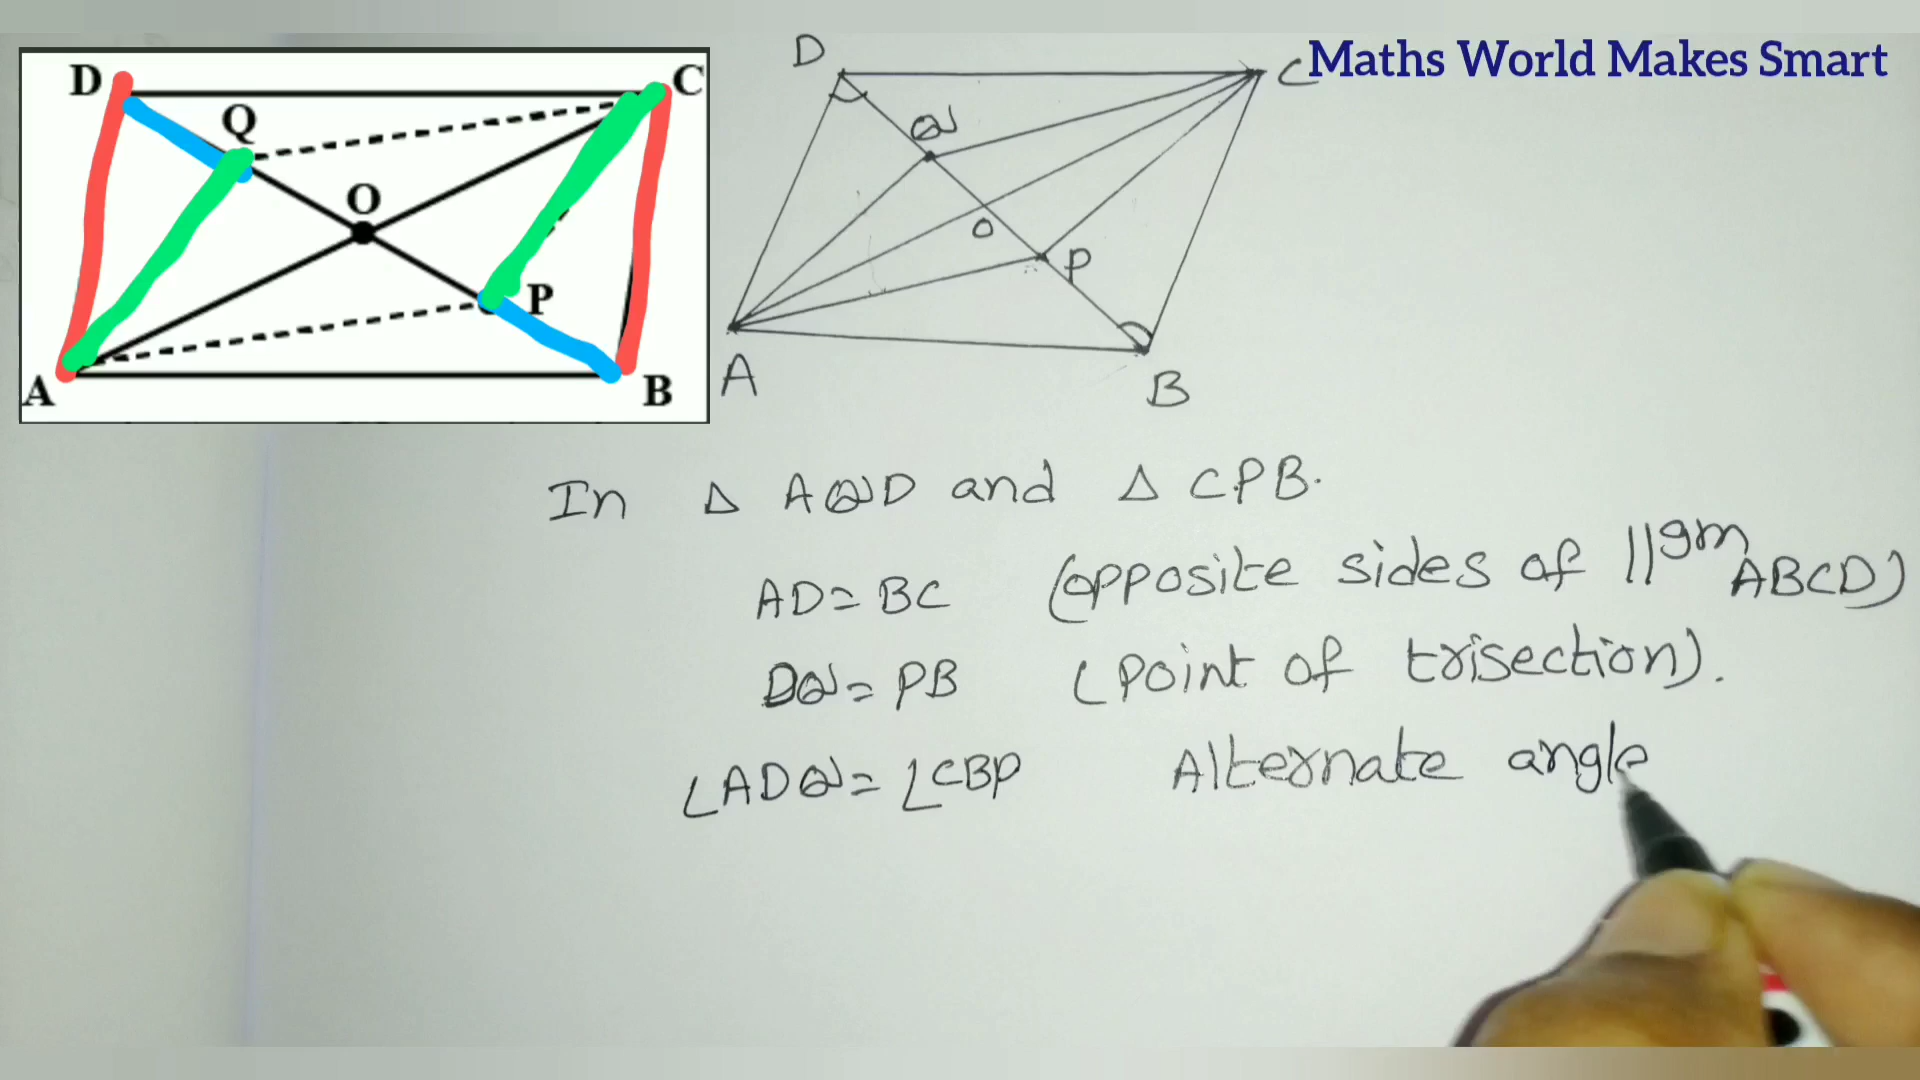 Maths World Makes Smart
D
C
Q
O
P
A
B
D
C
Q
O
P
A
B
In △ AQD and △ CPB.
AD = BC (opposite sides of ||gm ABCD)
DQ = PB (point of trisection).
∠ADQ = ∠CBP Alternate angle